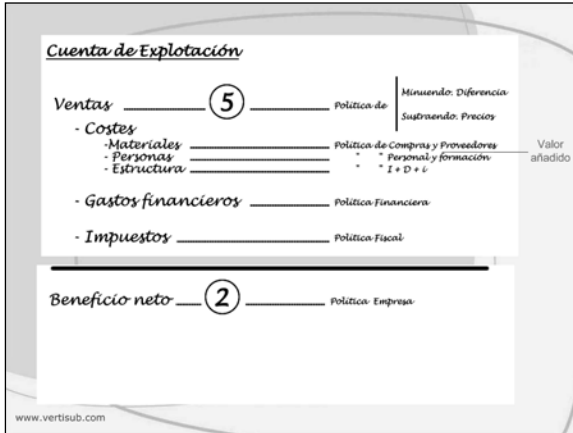 Cuenta de Explotación
Ventas ⑤ Política de
Minuendo. Diferencia
Sustraendo. Precios
- Costes
-Materiales Política de Compras y Proveedores
- Personas " " Personal y formación
- Estructura " " I + D + i
Valor
añadido
- Gastos financieros Política Financiera
- Impuestos Política Fiscal
Beneficio neto ② Política Empresa
www.vertisub.com